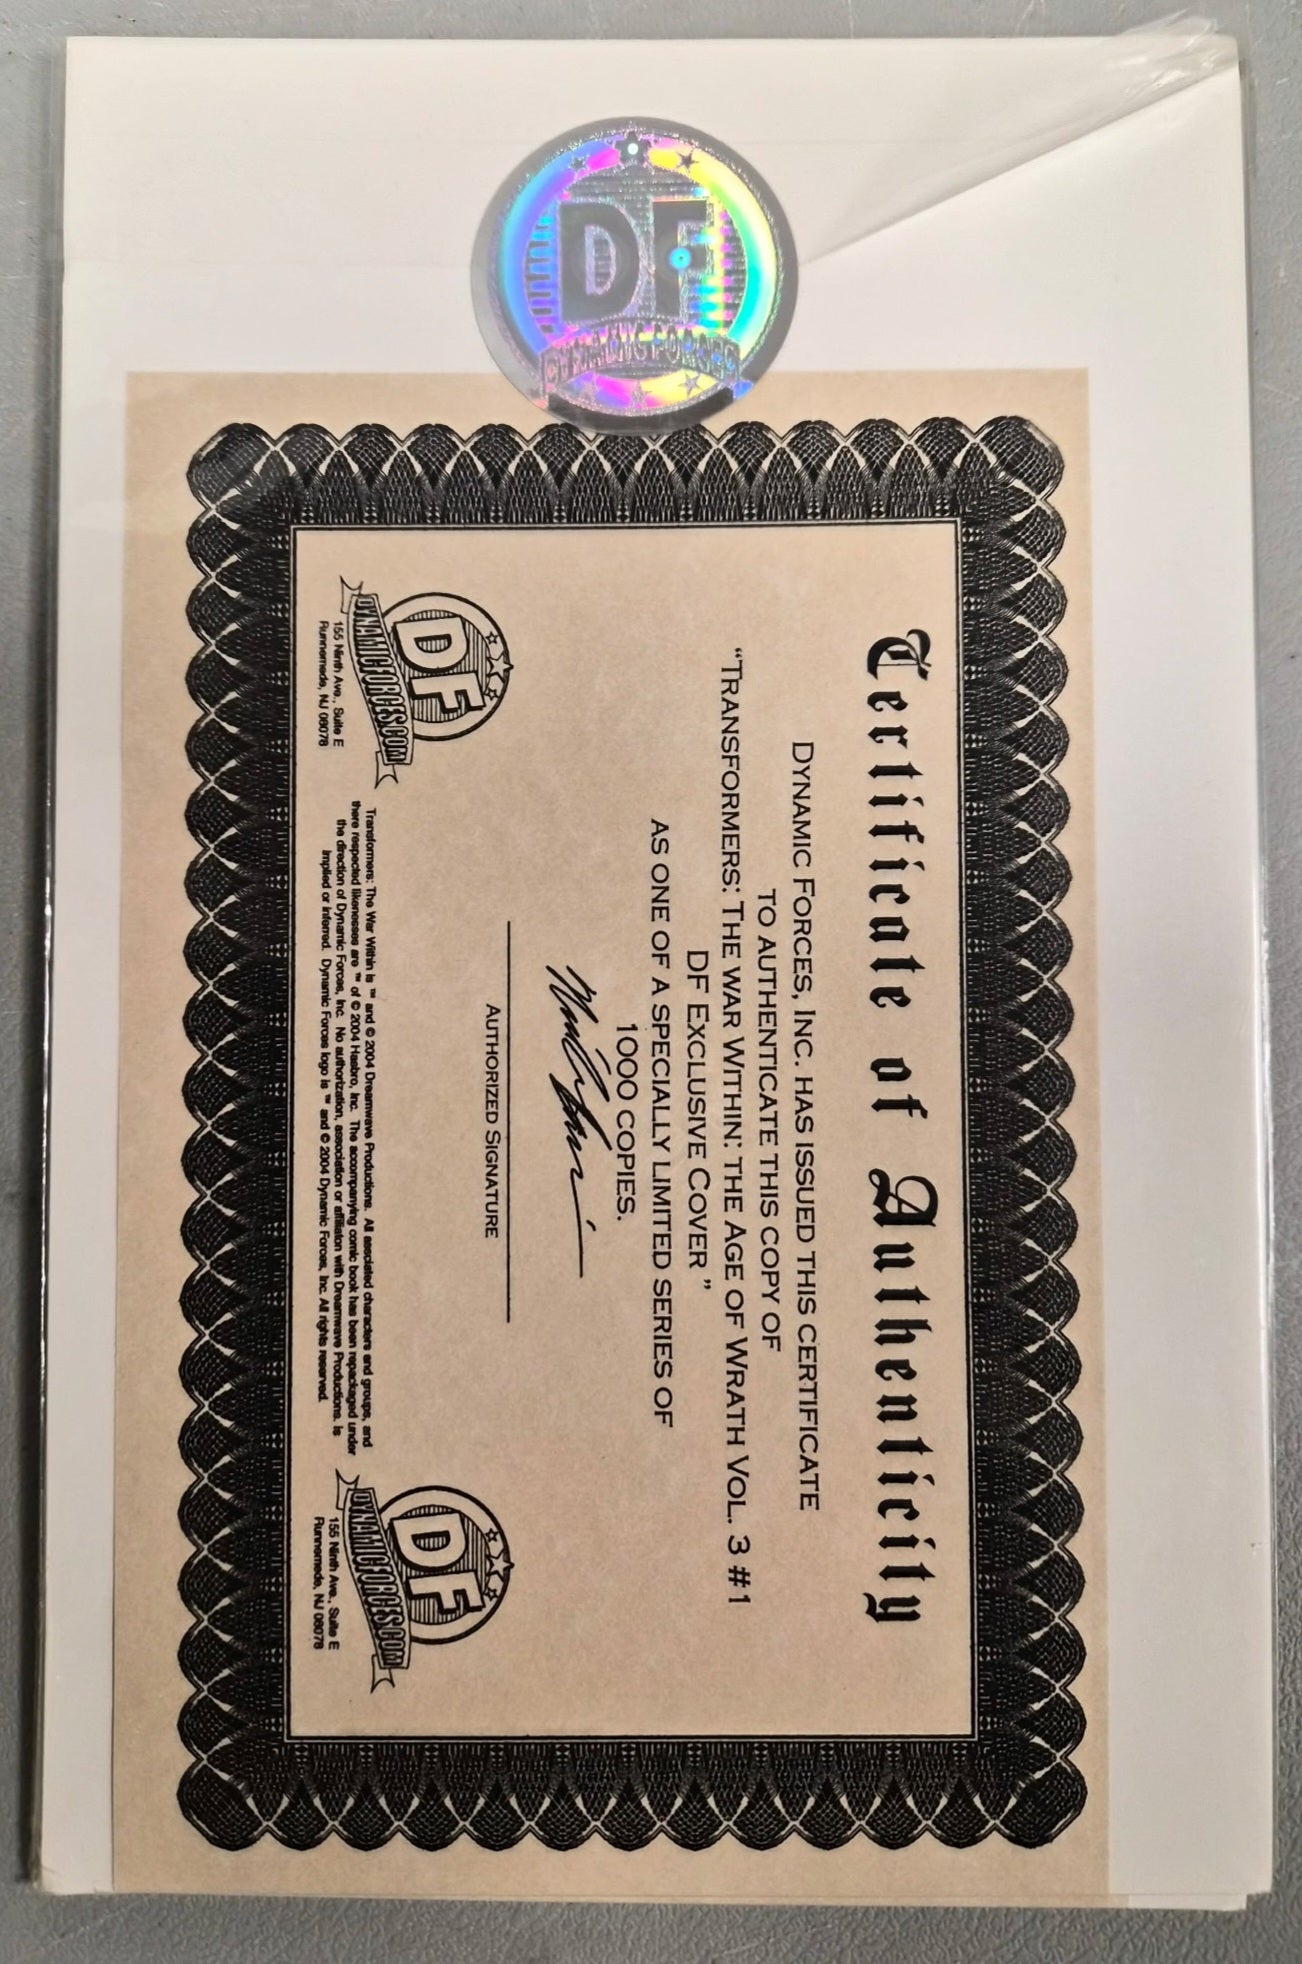 DF
DYNAMIC FORCES
Certificate of Authenticity
DYNAMIC FORCES, INC. HAS ISSUED THIS CERTIFICATE
TO AUTHENTICATE THIS COPY OF
"TRANSFORMERS: THE WAR WITHIN: THE AGE OF WRATH VOL. 3 #1
DF EXCLUSIVE COVER "
AS ONE OF A SPECIALLY LIMITED SERIES OF
1000 COPIES.
AUTHORIZED SIGNATURE
DF
DYNAMICFORCES.COM
155 Ninth Ave., Suite E
Runnemede, NJ 08078
Transformers: The War Within is ™ and © 2004 Dreamwave Productions. All associated characters and groups, and
there respected likenesses are ™ of © 2004 Hasbro, Inc. The accompanying comic book has been repackaged under
the direction of Dynamic Forces, Inc. No authorization, association or affiliaton with Dreamwave Productions. is
implied or inferred. Dynamic Forces logo is ™ and © 2004 Dynamic Forces, Inc. All rights reserved.
DF
DYNAMICFORCES.COM
155 Ninth Ave., Suite E
Runnemede, NJ 08078